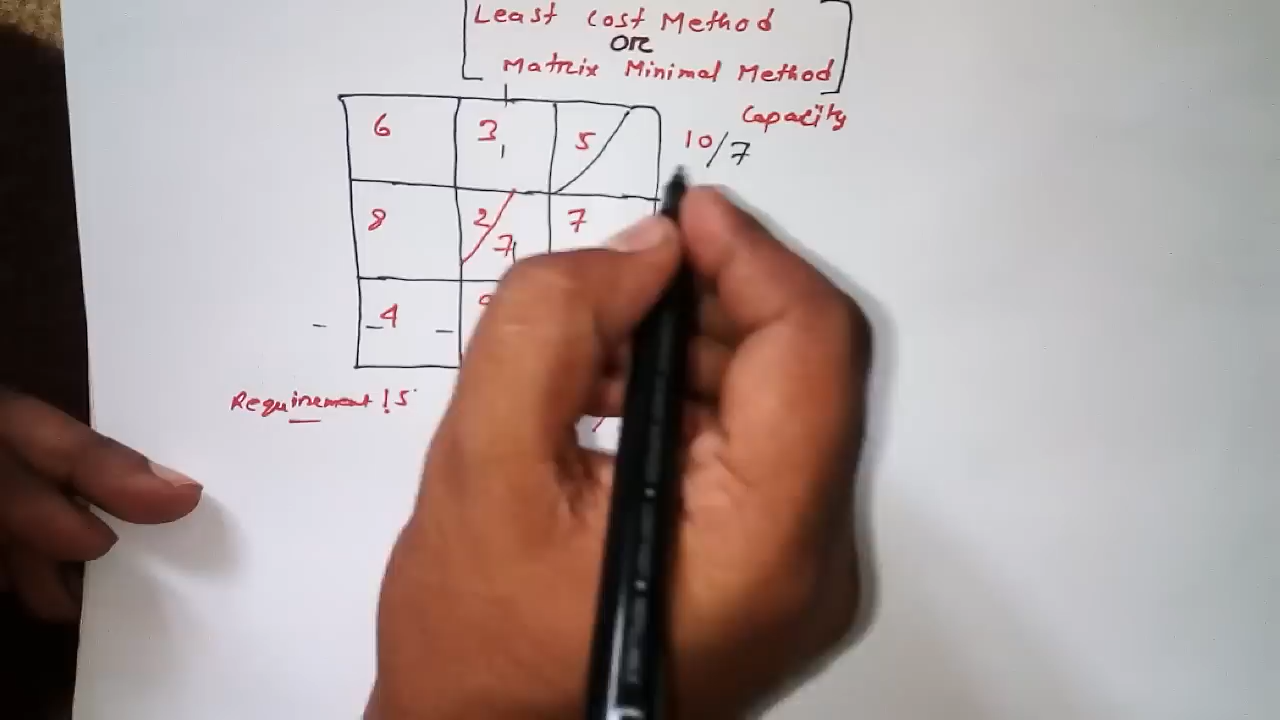 Least Cost Method
OR
Matrix Minimal Method
Capacity
6 3 5 10/7
8 2 7
7
4
Requirement 15